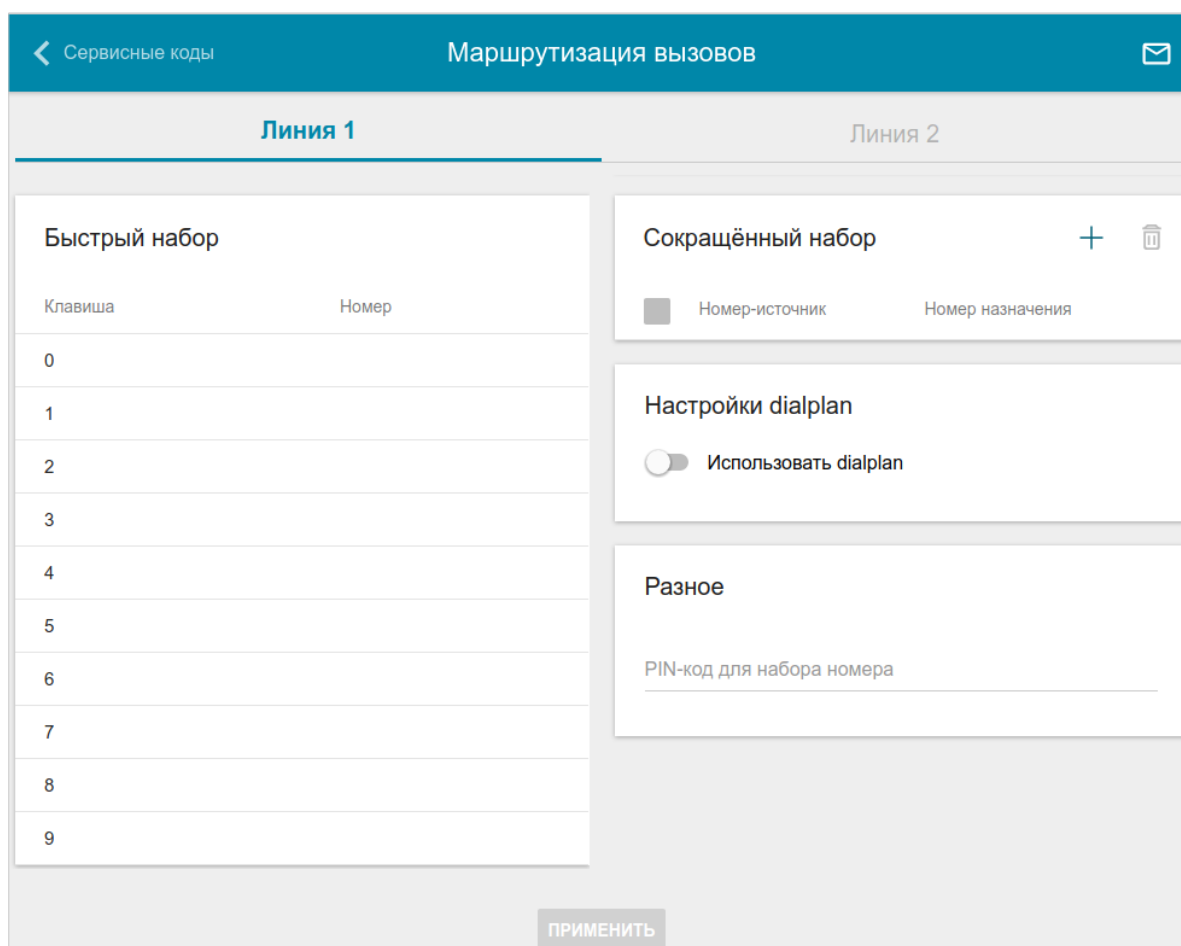 Сервисные коды
Маршрутизация вызовов
Линия 1
Линия 2
Быстрый набор
Клавиша Номер
0
1
2
3
4
5
6
7
8
9
Сокращённый набор
Номер-источник Номер назначения
Настройки dialplan
Использовать dialplan
Разное
PIN-код для набора номера
ПРИМЕНИТЬ